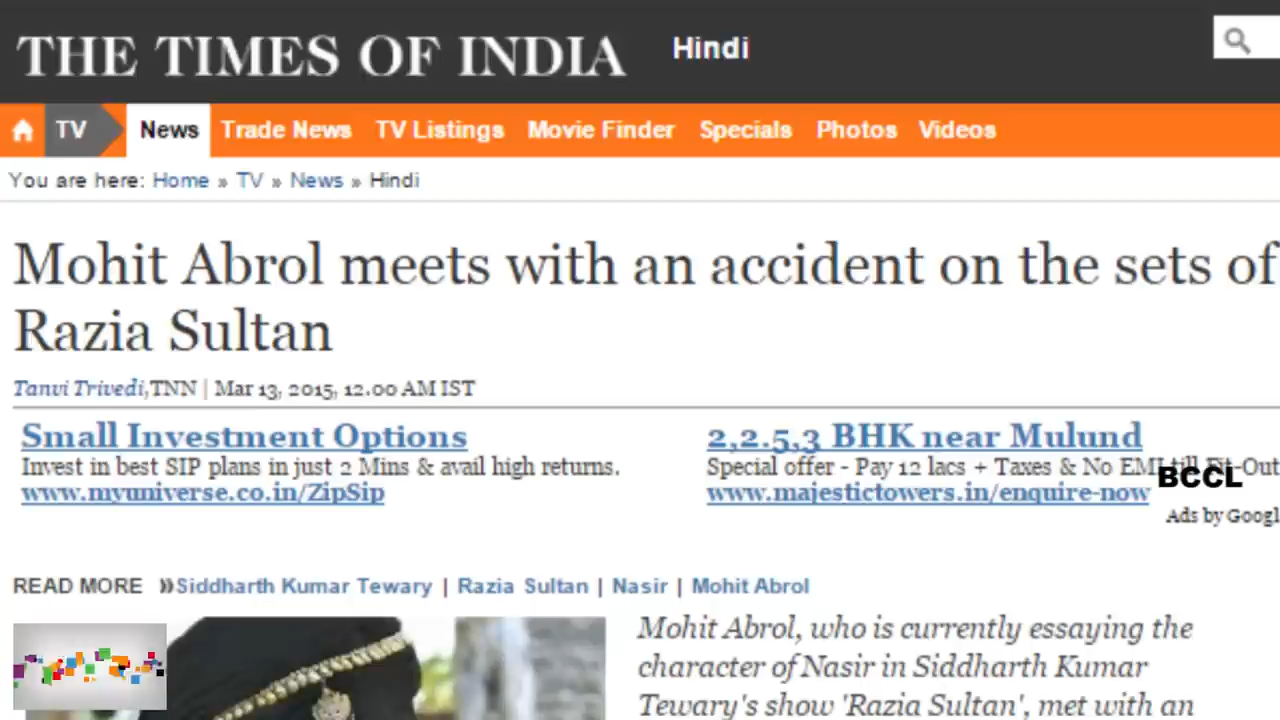 THE TIMES OF INDIA Hindi
TV News Trade News TV Listings Movie Finder Specials Photos Videos
You are here: Home » TV » News » Hindi
Mohit Abrol meets with an accident on the sets of
Razia Sultan
Tanvi Trivedi,TNN | Mar 13, 2015, 12.00 AM IST
Small Investment Options
Invest in best SIP plans in just 2 Mins & avail high returns.
www.myuniverse.co.in/ZipSip
2,2.5,3 BHK near Mulund
Special offer - Pay 12 lacs + Taxes & No EMI till Fit-Out
www.majestictowers.in/enquire-now
BCCL
Ads by Googl
READ MORE »Siddharth Kumar Tewary | Razia Sultan | Nasir | Mohit Abrol
Mohit Abrol, who is currently essaying the
character of Nasir in Siddharth Kumar
Tewary's show 'Razia Sultan', met with an